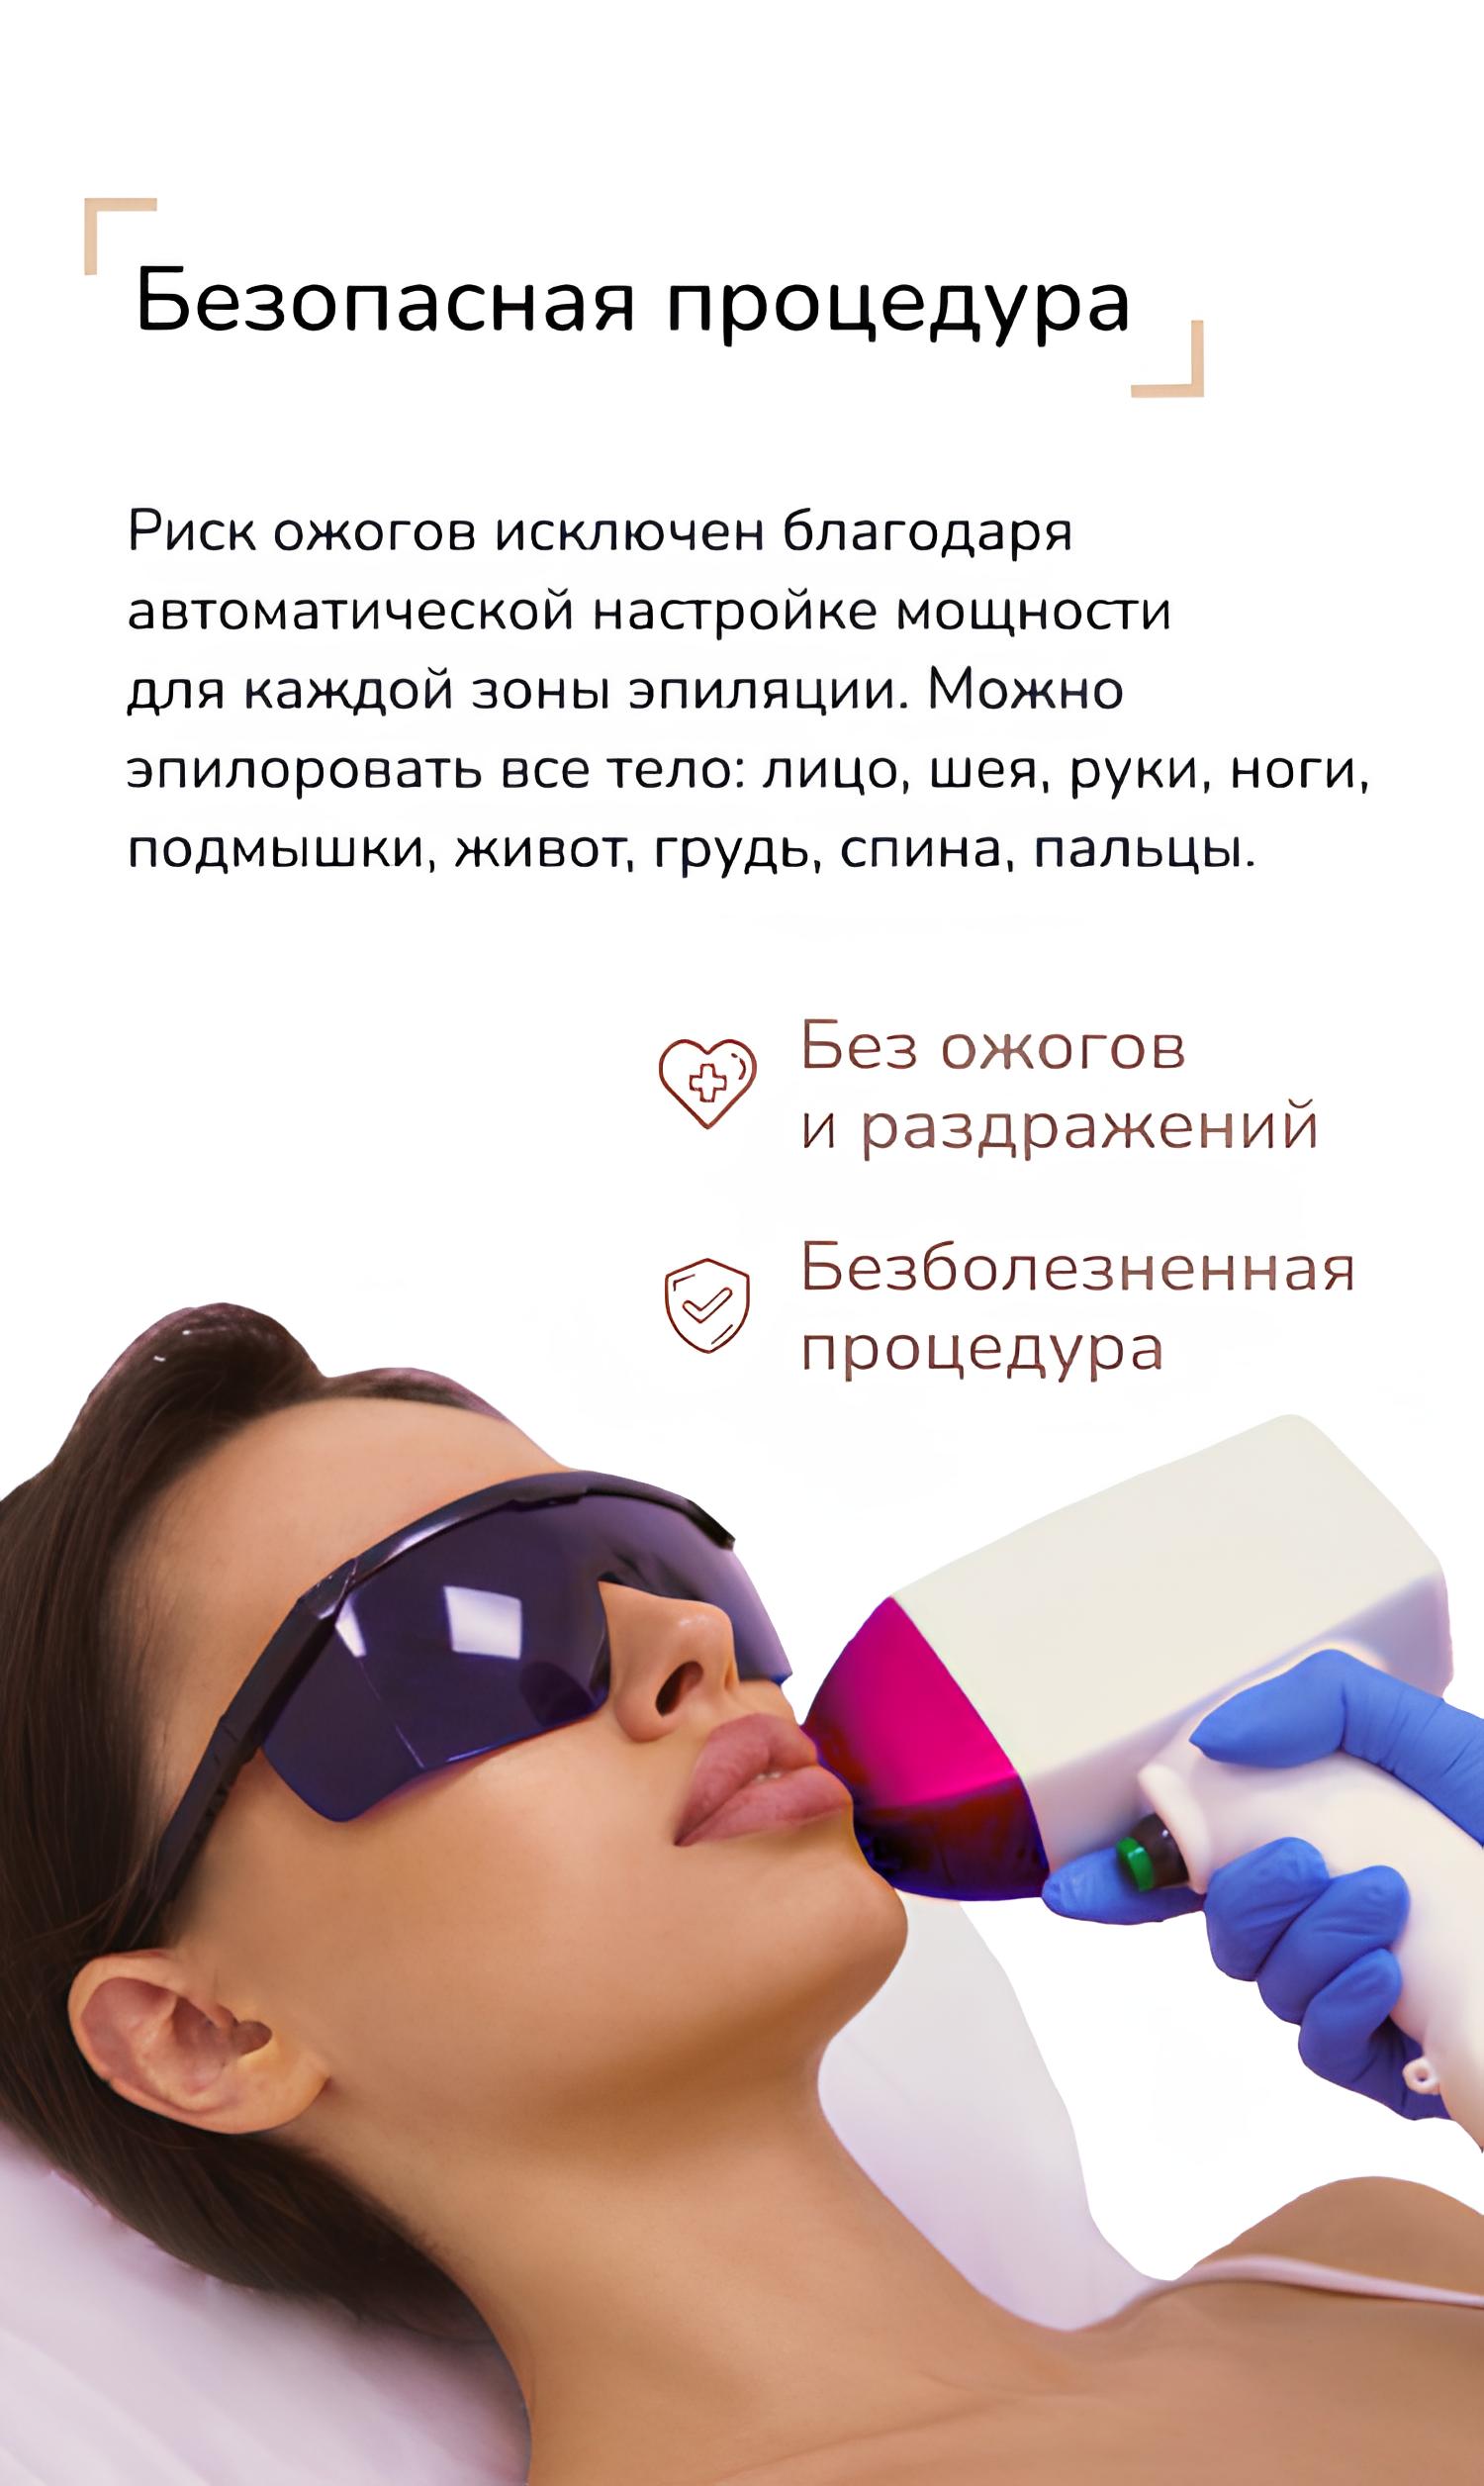 Безопасная процедура
Риск ожогов исключен благодаря
автоматической настройке мощности
для каждой зоны эпиляции. Можно
эпилоровать все тело: лицо, шея, руки, ноги,
подмышки, живот, грудь, спина, пальцы.
Без ожогов
и раздражений
Безболезненная
процедура